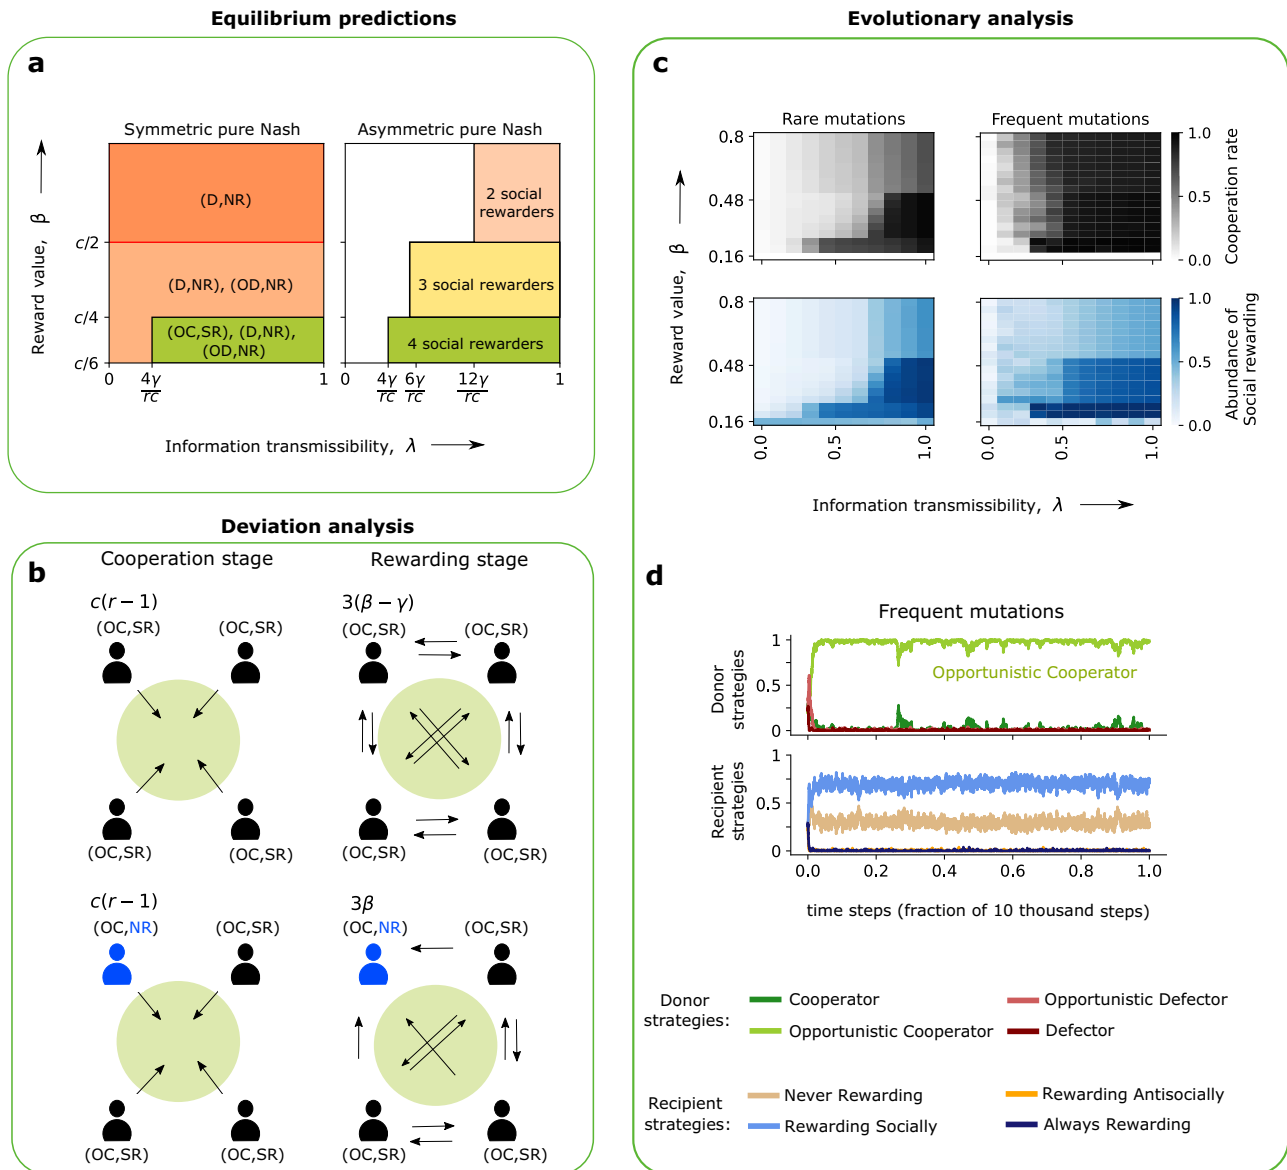 Equilibrium predictions
a
Symmetric pure Nash
Asymmetric pure Nash
Reward value, β
(D,NR)
2 social
rewarders
c/2
(D,NR), (OD,NR)
3 social rewarders
c/4
(OC,SR), (D,NR),
(OD,NR)
4 social rewarders
c/6
0
4γ/rc
1
0
4γ/rc
6γ/rc
12γ/rc
1
Information transmissibility, λ
Deviation analysis
b
Cooperation stage
Rewarding stage
c(r − 1)
3(β − γ)
(OC,SR)
(OC,SR)
(OC,SR)
(OC,SR)
(OC,SR)
(OC,SR)
(OC,SR)
(OC,SR)
c(r − 1)
3β
(OC,NR)
(OC,SR)
(OC,NR)
(OC,SR)
(OC,SR)
(OC,SR)
(OC,SR)
(OC,SR)
Evolutionary analysis
c
Rare mutations
Frequent mutations
Reward value, β
0.8
0.48
0.16
1.0
0.5
0.0
Cooperation rate
0.8
0.48
0.16
1.0
0.5
0.0
Abundance of
Social rewarding
0.0
0.5
1.0
0.0
0.5
1.0
Information transmissibility, λ
d
Frequent mutations
Donor
strategies
1
0.5
0
Opportunistic Cooperator
Recipient
strategies
1
0.5
0
0.0
0.2
0.4
0.6
0.8
1.0
time steps (fraction of 10 thousand steps)
Donor
strategies:
Cooperator
Opportunistic Cooperator
Opportunistic Defector
Defector
Recipient
strategies:
Never Rewarding
Rewarding Socially
Rewarding Antisocially
Always Rewarding